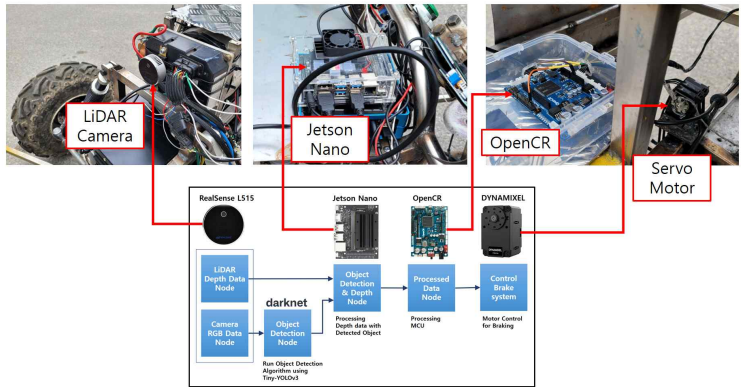 LiDAR
Camera
Jetson
Nano
OpenCR
Servo
Motor
RealSense L515
Jetson Nano
OpenCR
DYNAMIXEL
LiDAR
Depth Data
Node
Object
Detection
& Depth
Node
Processed
Data
Node
Control
Brake
system
darknet
Camera
RGB Data
Node
Object
Detection
Node
Processing
Depth data with
Detected Object
Processing
MCU
Motor Control
for Braking
Run Object Detection
Algorithm using
Tiny-YOLOv3